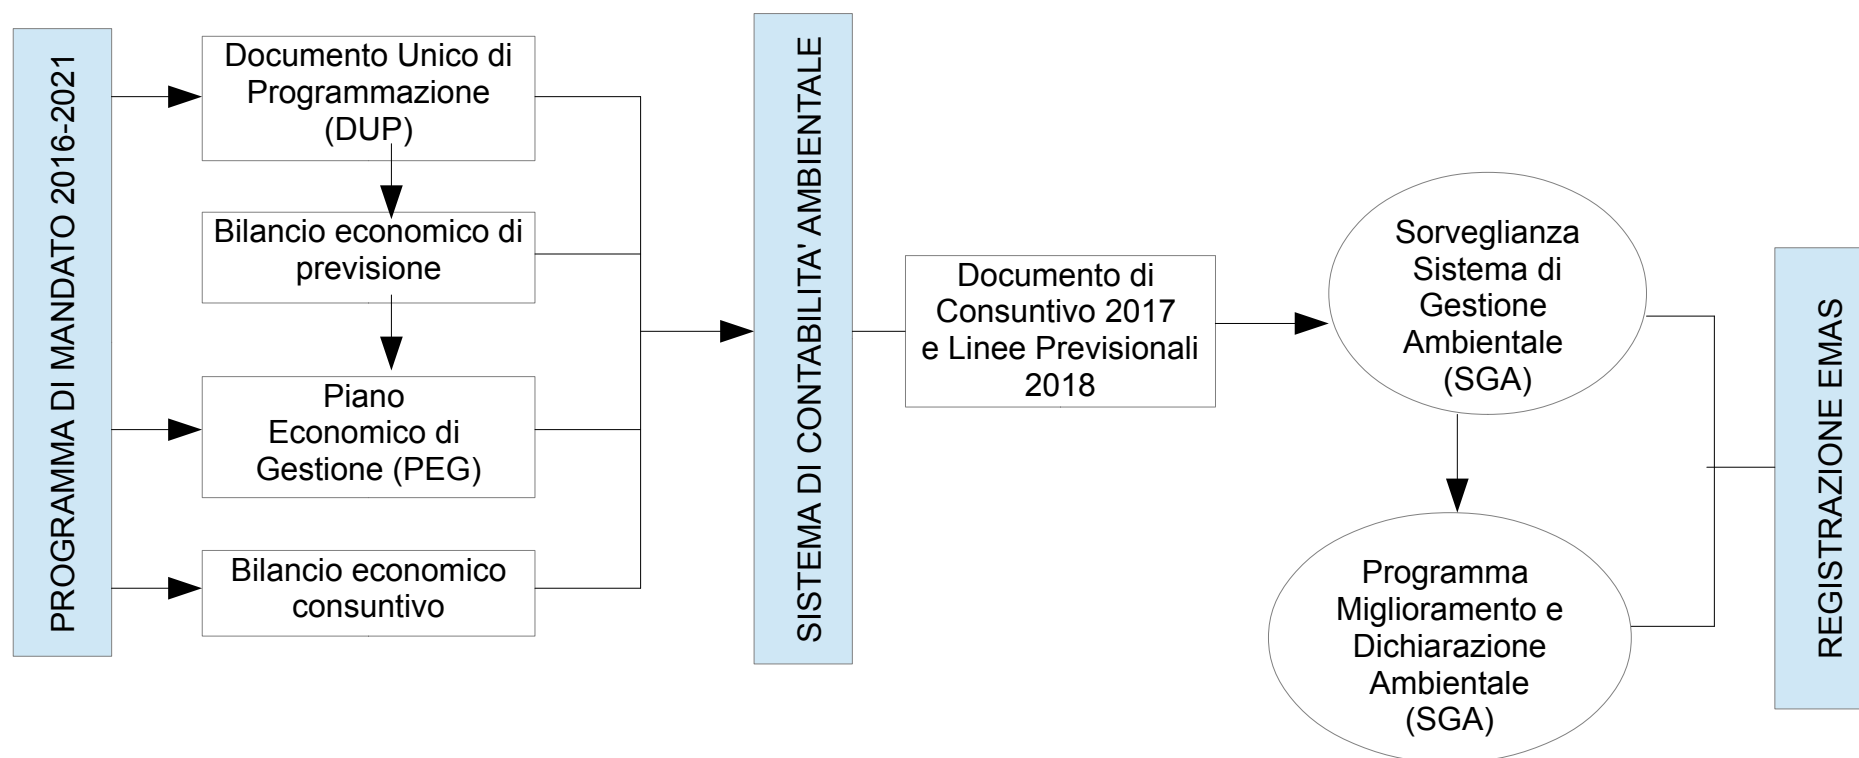 PROGRAMMA DI MANDATO 2016-2021
Documento Unico di
Programmazione
(DUP)
Bilancio economico di
previsione
Piano
Economico di
Gestione (PEG)
Bilancio economico
consuntivo
SISTEMA DI CONTABILITA' AMBIENTALE
Documento di
Consuntivo 2017
e Linee Previsionali
2018
Sorveglianza
Sistema di
Gestione
Ambientale
(SGA)
Programma
Miglioramento e
Dichiarazione
Ambientale
(SGA)
REGISTRAZIONE EMAS